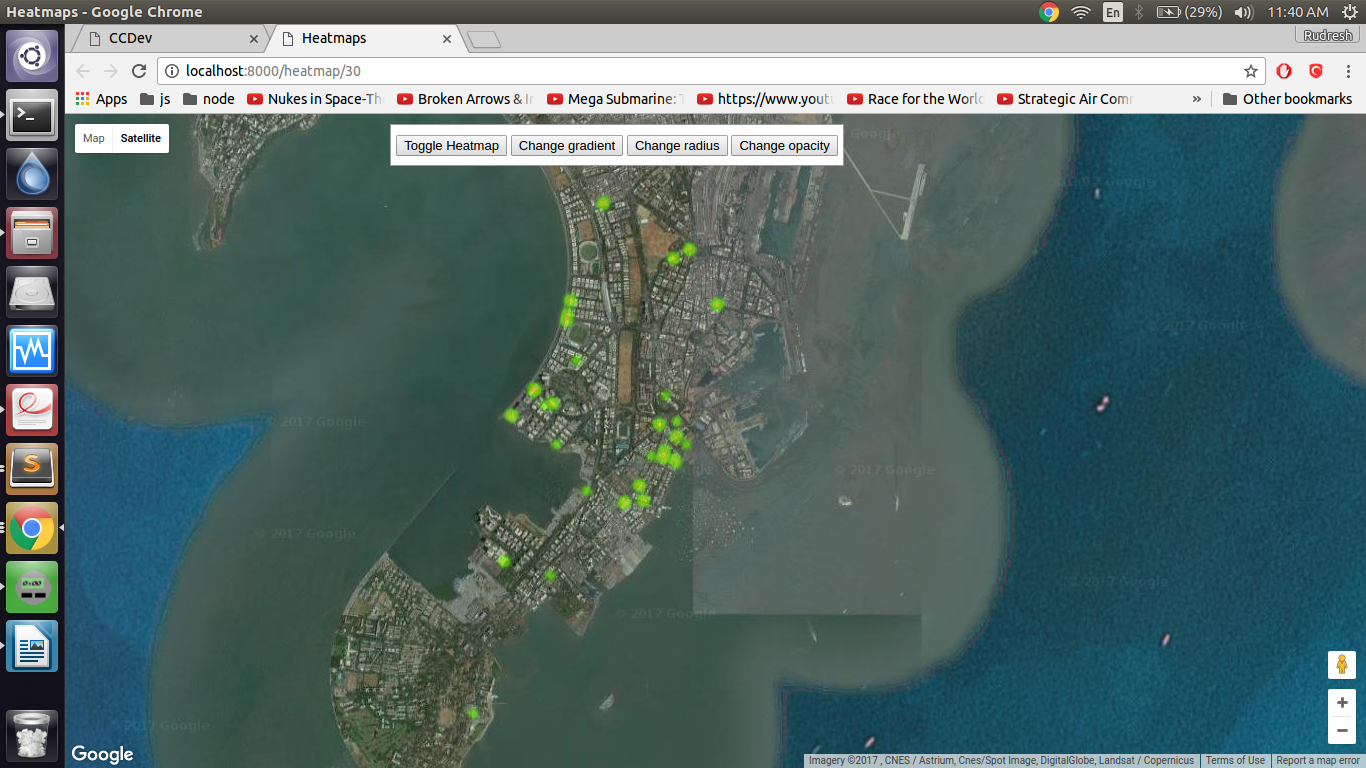 Heatmaps - Google Chrome
En
(29%)
11:40 AM
CCDev
Heatmaps
Rudresh
localhost:8000/heatmap/30
Apps
js
node
Nukes in Space-Th
Broken Arrows & I
Mega Submarine:
https://www.yout
Race for the World
Strategic Air Com
»
Other bookmarks
Map
Satellite
Toggle Heatmap
Change gradient
Change radius
Change opacity
Google
© 2017 Google
© 2017 Google
© 2017 Google
© 2017 Google
© 2017 Google
© 2017 Google
© 2017 Google
© 2017 Google
Google
Imagery ©2017 , CNES / Astrium, Cnes/Spot Image, DigitalGlobe, Landsat / Copernicus
Terms of Use
Report a map error